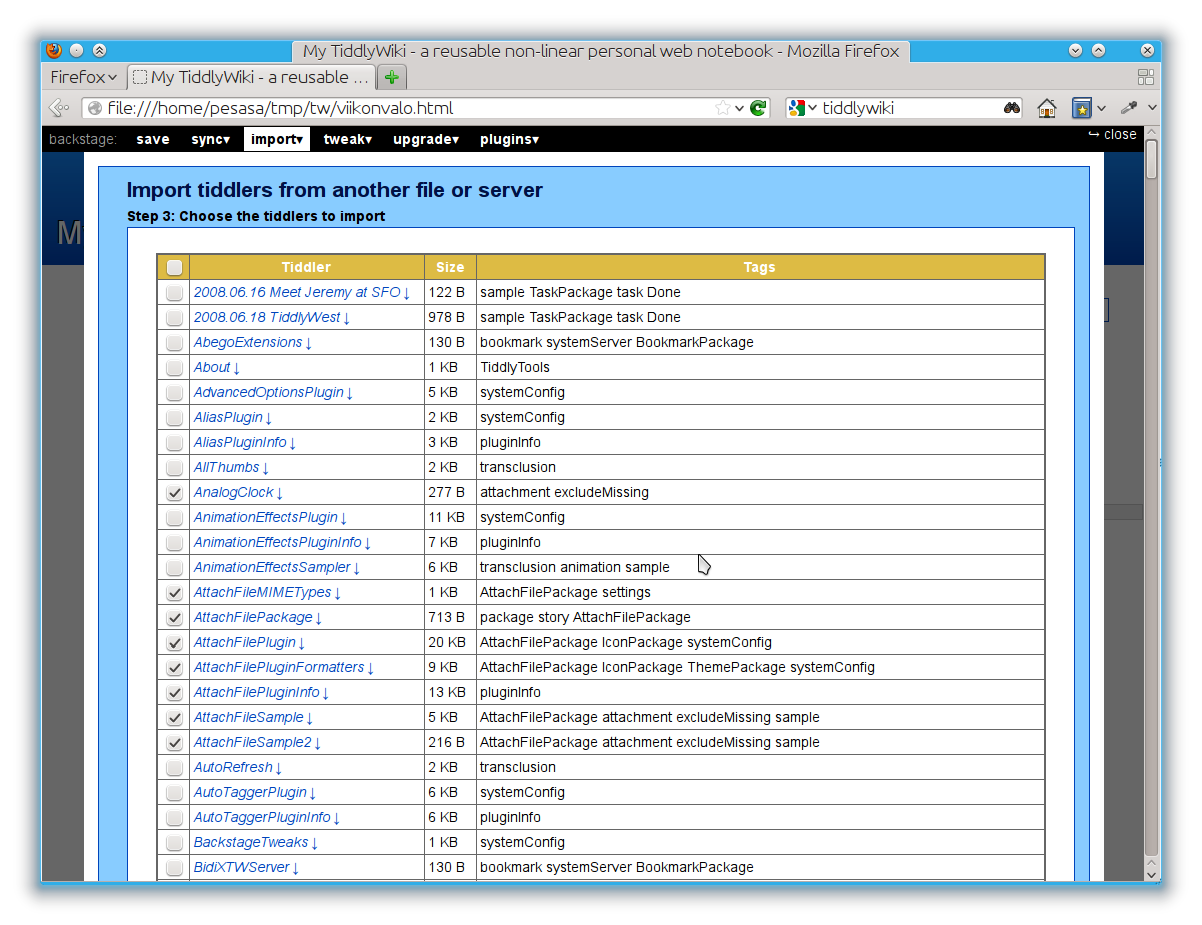 My TiddlyWiki - a reusable non-linear personal web notebook - Mozilla Firefox
Firefox My TiddlyWiki - a reusable ...
file:///home/pesasa/tmp/tw/viikonvalo.html tiddlywiki
backstage: save sync▾ import▾ tweak▾ upgrade▾ plugins▾ ↪ close
M
Import tiddlers from another file or server
Step 3: Choose the tiddlers to import
Tiddler Size Tags
2008.06.16 Meet Jeremy at SFO ↓ 122 B sample TaskPackage task Done
2008.06.18 TiddlyWest ↓ 978 B sample TaskPackage task Done
AbegoExtensions ↓ 130 B bookmark systemServer BookmarkPackage
About ↓ 1 KB TiddlyTools
AdvancedOptionsPlugin ↓ 5 KB systemConfig
AliasPlugin ↓ 2 KB systemConfig
AliasPluginInfo ↓ 3 KB pluginInfo
AllThumbs ↓ 2 KB transclusion
AnalogClock ↓ 277 B attachment excludeMissing
AnimationEffectsPlugin ↓ 11 KB systemConfig
AnimationEffectsPluginInfo ↓ 7 KB pluginInfo
AnimationEffectsSampler ↓ 6 KB transclusion animation sample
AttachFileMIMETypes ↓ 1 KB AttachFilePackage settings
AttachFilePackage ↓ 713 B package story AttachFilePackage
AttachFilePlugin ↓ 20 KB AttachFilePackage IconPackage systemConfig
AttachFilePluginFormatters ↓ 9 KB AttachFilePackage IconPackage ThemePackage systemConfig
AttachFilePluginInfo ↓ 13 KB pluginInfo
AttachFileSample ↓ 5 KB AttachFilePackage attachment excludeMissing sample
AttachFileSample2 ↓ 216 B AttachFilePackage attachment excludeMissing sample
AutoRefresh ↓ 2 KB transclusion
AutoTaggerPlugin ↓ 6 KB systemConfig
AutoTaggerPluginInfo ↓ 6 KB pluginInfo
BackstageTweaks ↓ 1 KB systemConfig
BidiXTWServer ↓ 130 B bookmark systemServer BookmarkPackage